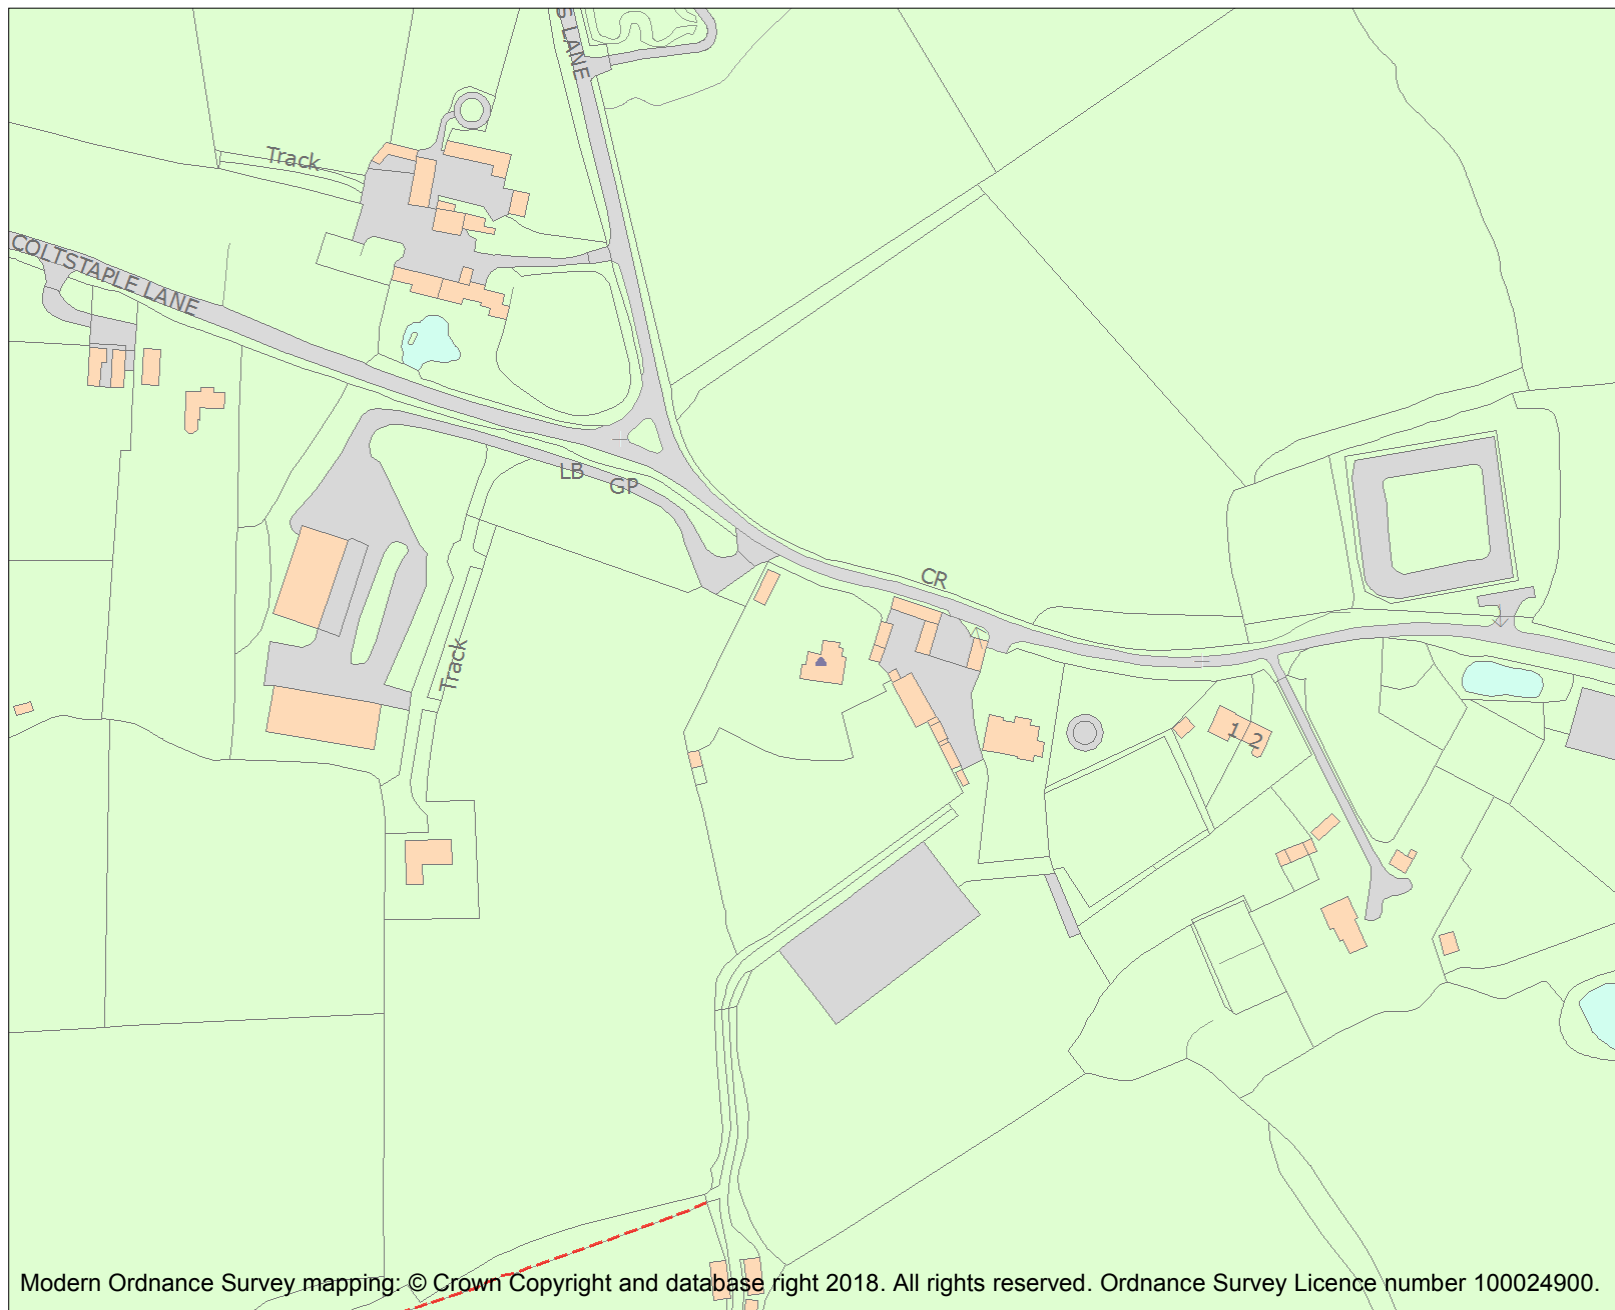 S LANE
Track
COLTSTAPLE LANE
LB
GP
CR
Track
1
2
Modern Ordnance Survey mapping: © Crown Copyright and database right 2018. All rights reserved. Ordnance Survey Licence number 100024900.